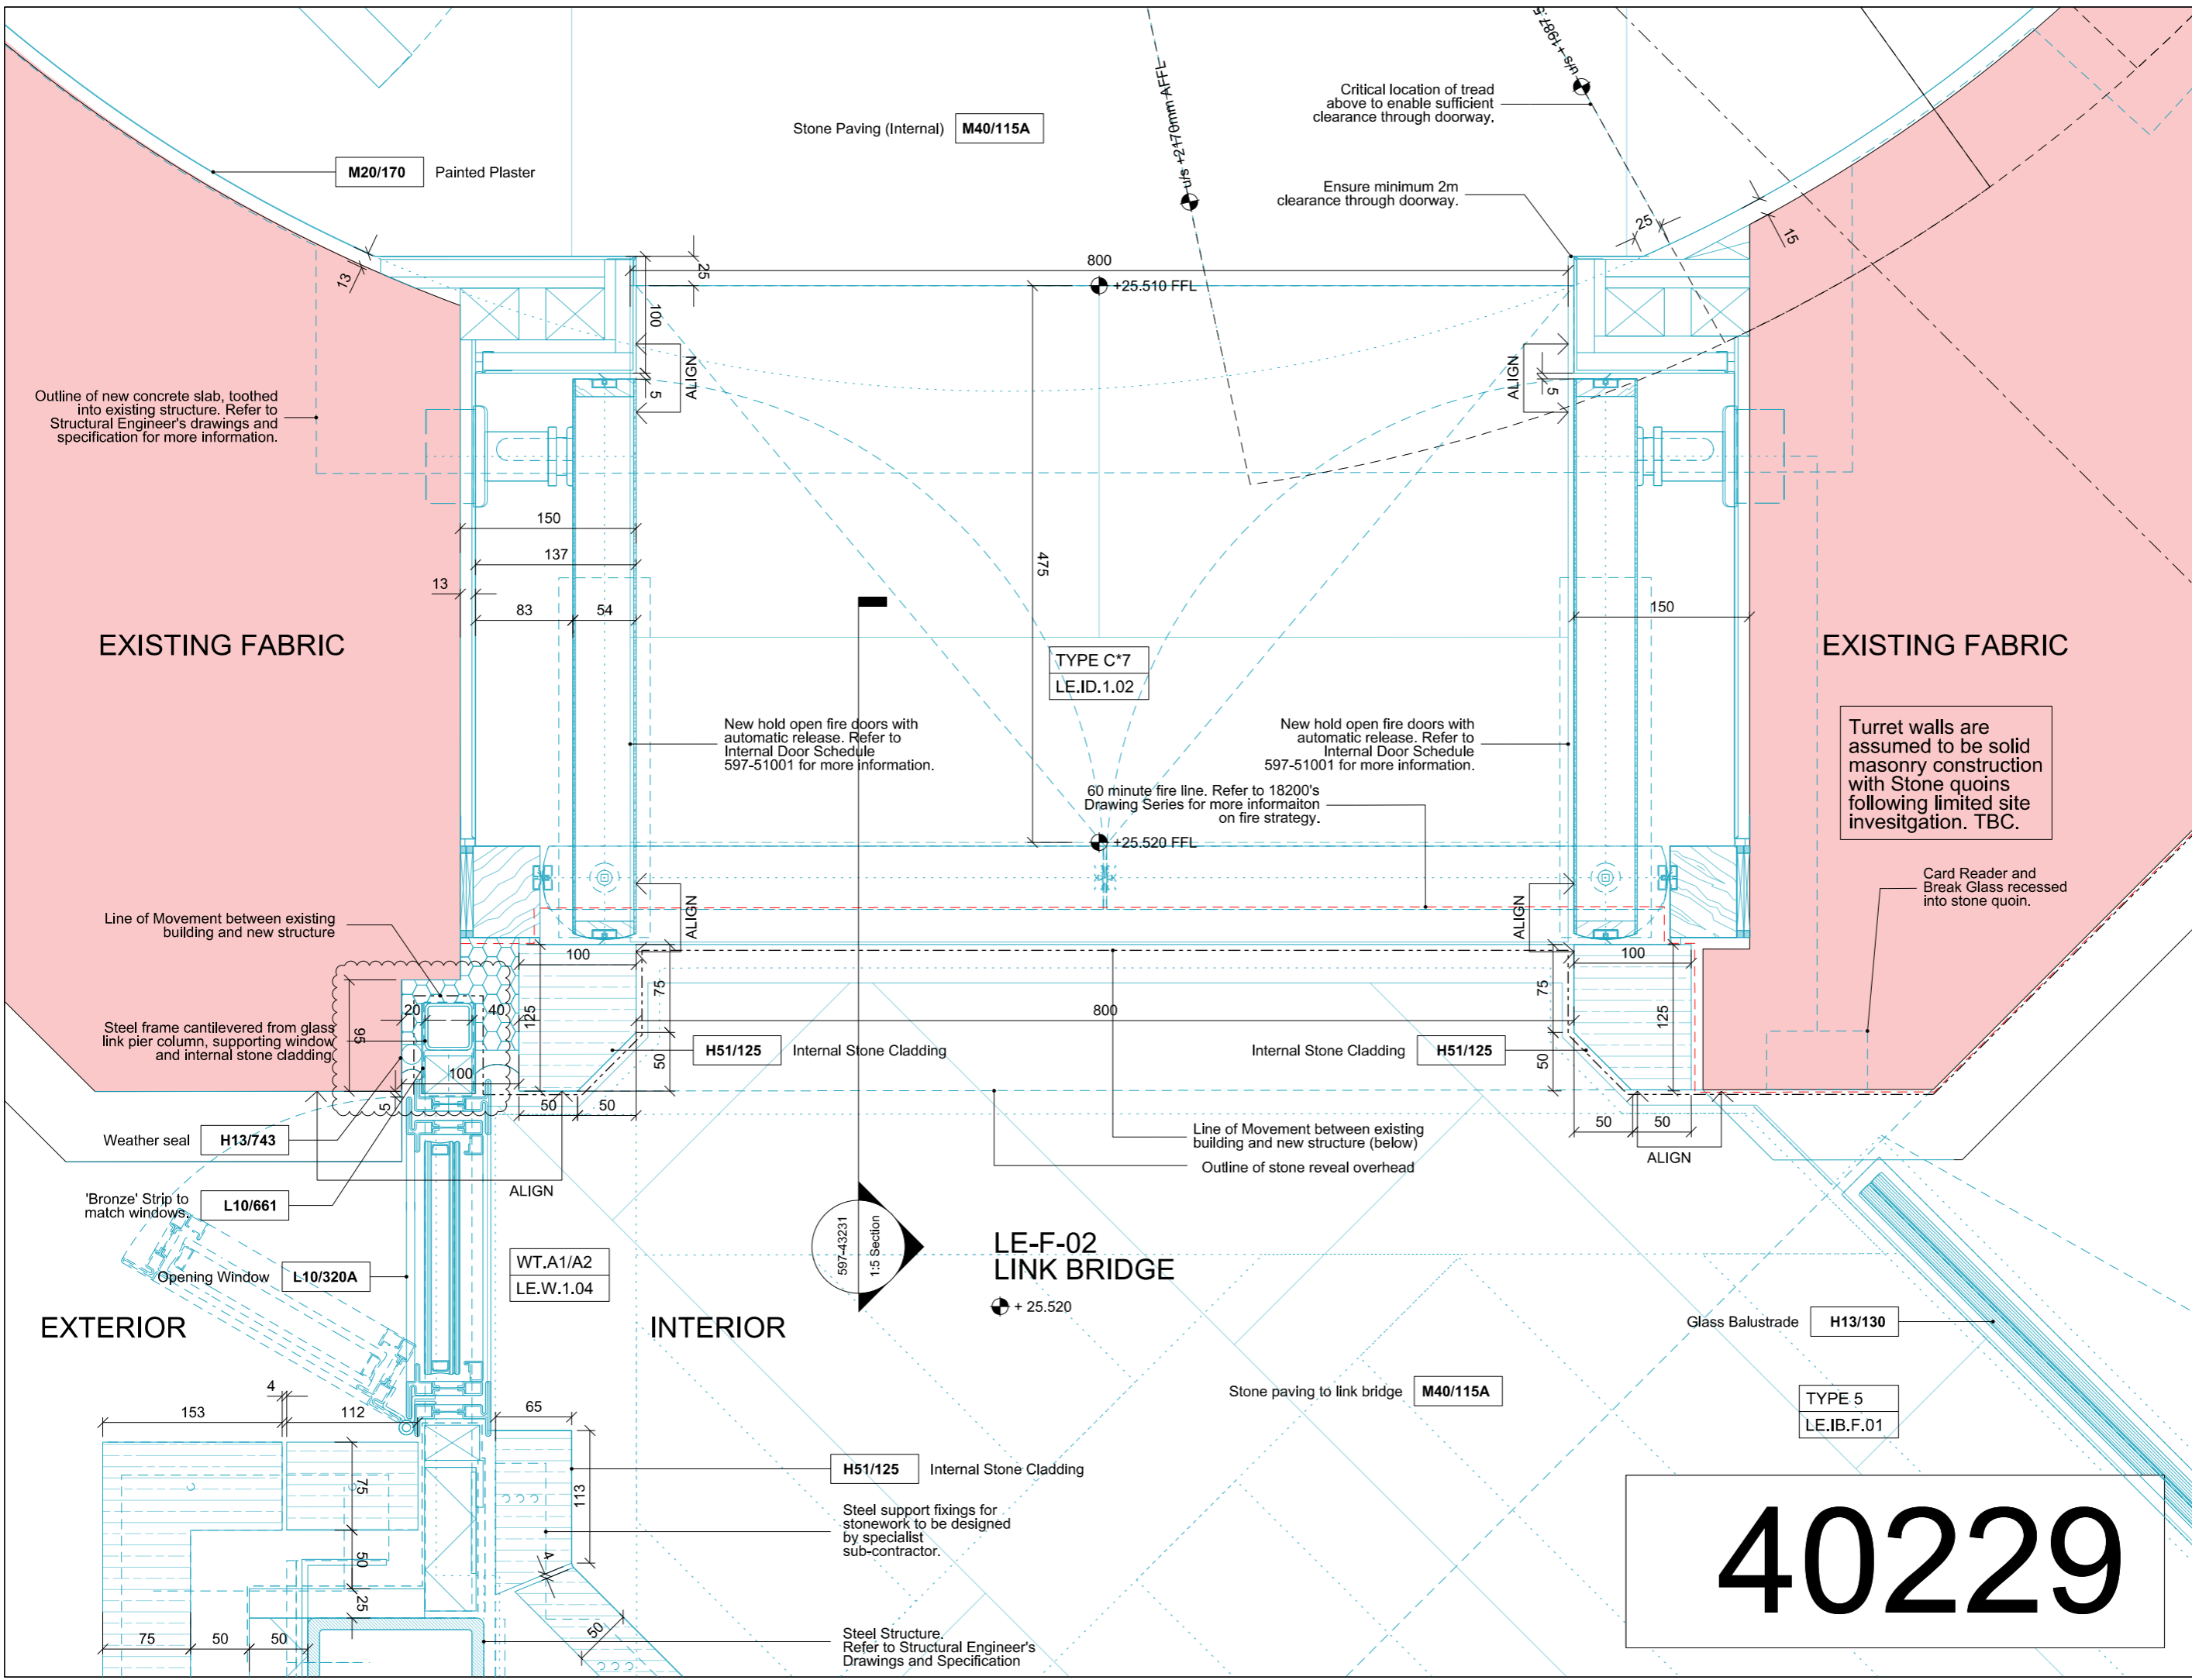 u/s +1987.5
u/s +2170mm AFFL
Critical location of tread
above to enable sufficient
clearance through doorway.
Stone Paving (Internal) M40/115A
M20/170 Painted Plaster
Ensure minimum 2m
clearance through doorway.
25
15
13
25
800
+25.510 FFL
100
ALIGN
ALIGN
5
5
Outline of new concrete slab, toothed
into existing structure. Refer to
Structural Engineer's drawings and
specification for more information.
150
137
13
83
54
475
150
EXISTING FABRIC
EXISTING FABRIC
TYPE C*7
LE.ID.1.02
New hold open fire doors with
automatic release. Refer to
Internal Door Schedule
597-51001 for more information.
New hold open fire doors with
automatic release. Refer to
Internal Door Schedule
597-51001 for more information.
Turret walls are
assumed to be solid
masonry construction
with Stone quoins
following limited site
invesitgation. TBC.
60 minute fire line. Refer to 18200's
Drawing Series for more informaiton
on fire strategy.
+25.520 FFL
Card Reader and
Break Glass recessed
into stone quoin.
Line of Movement between existing
building and new structure
ALIGN
ALIGN
100
100
75
75
20
40
125
800
125
95
Steel frame cantilevered from glass
link pier column, supporting window
and internal stone cladding
H51/125 Internal Stone Cladding
Internal Stone Cladding H51/125
50
50
100
5
50
50
50
50
Weather seal H13/743
Line of Movement between existing
building and new structure (below)
Outline of stone reveal overhead
ALIGN
ALIGN
'Bronze' Strip to
match windows.
L10/661
597-43231
1:5 Section
LE-F-02
LINK BRIDGE
+ 25.520
WT.A1/A2
LE.W.1.04
Opening Window L10/320A
EXTERIOR
INTERIOR
Glass Balustrade H13/130
Stone paving to link bridge M40/115A
TYPE 5
LE.IB.F.01
4
153
112
65
75
H51/125 Internal Stone Cladding
113
Steel support fixings for
stonework to be designed
by specialist
sub-contractor.
4
50
25
40229
75
50
50
50
Steel Structure.
Refer to Structural Engineer's
Drawings and Specification